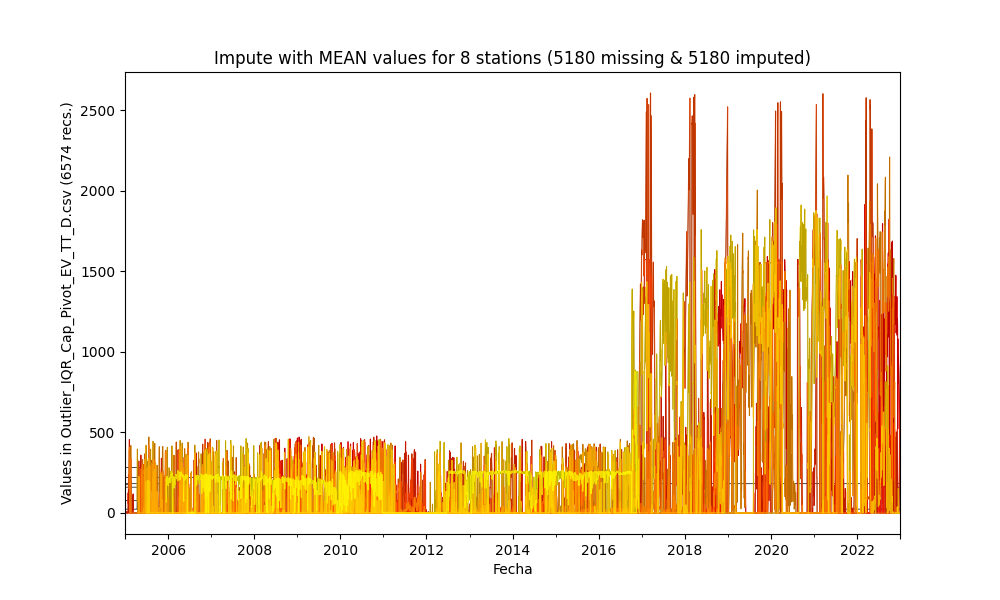 Impute with MEAN values for 8 stations (5180 missing & 5180 imputed)
Values in Outlier_IQR_Cap_Pivot_EV_TT_D.csv (6574 recs.)
2500
2000
1500
1000
500
0
2006 2008 2010 2012 2014 2016 2018 2020 2022
Fecha